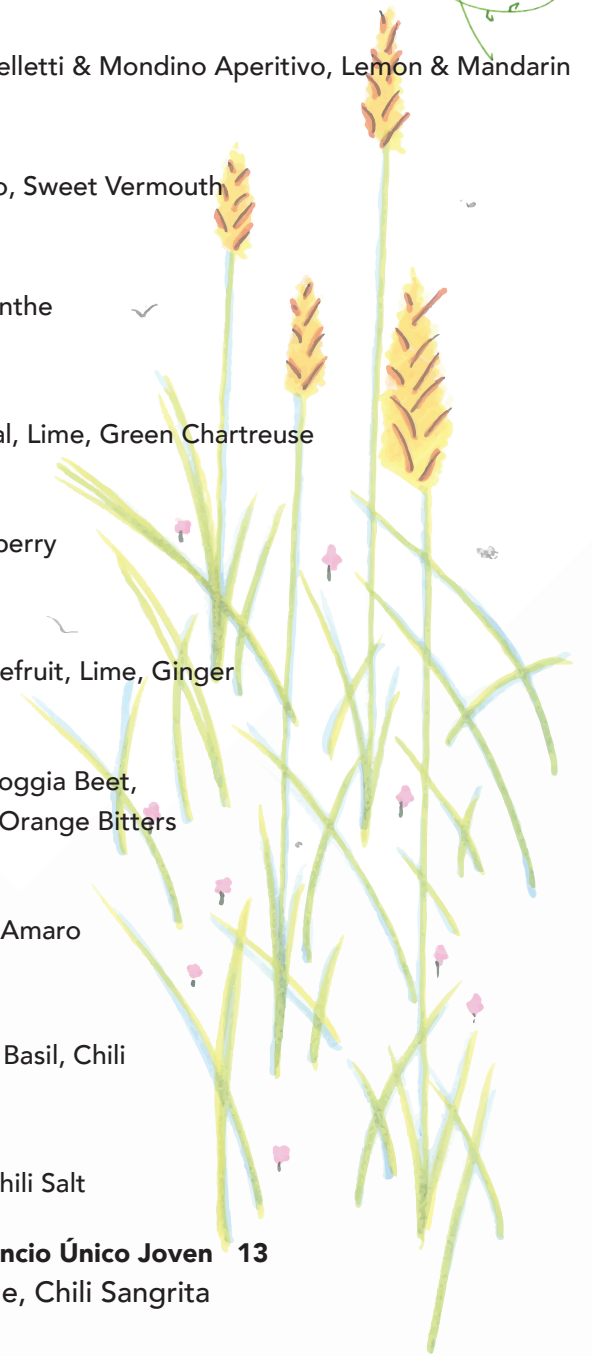 elletti & Mondino Aperitivo, Lemon & Mandarin
o, Sweet Vermouth
nthe
al, Lime, Green Chartreuse
berry
efruit, Lime, Ginger
oggia Beet,
Orange Bitters
Amaro
Basil, Chili
hili Salt
ncio Único Joven 13
e, Chili Sangrita